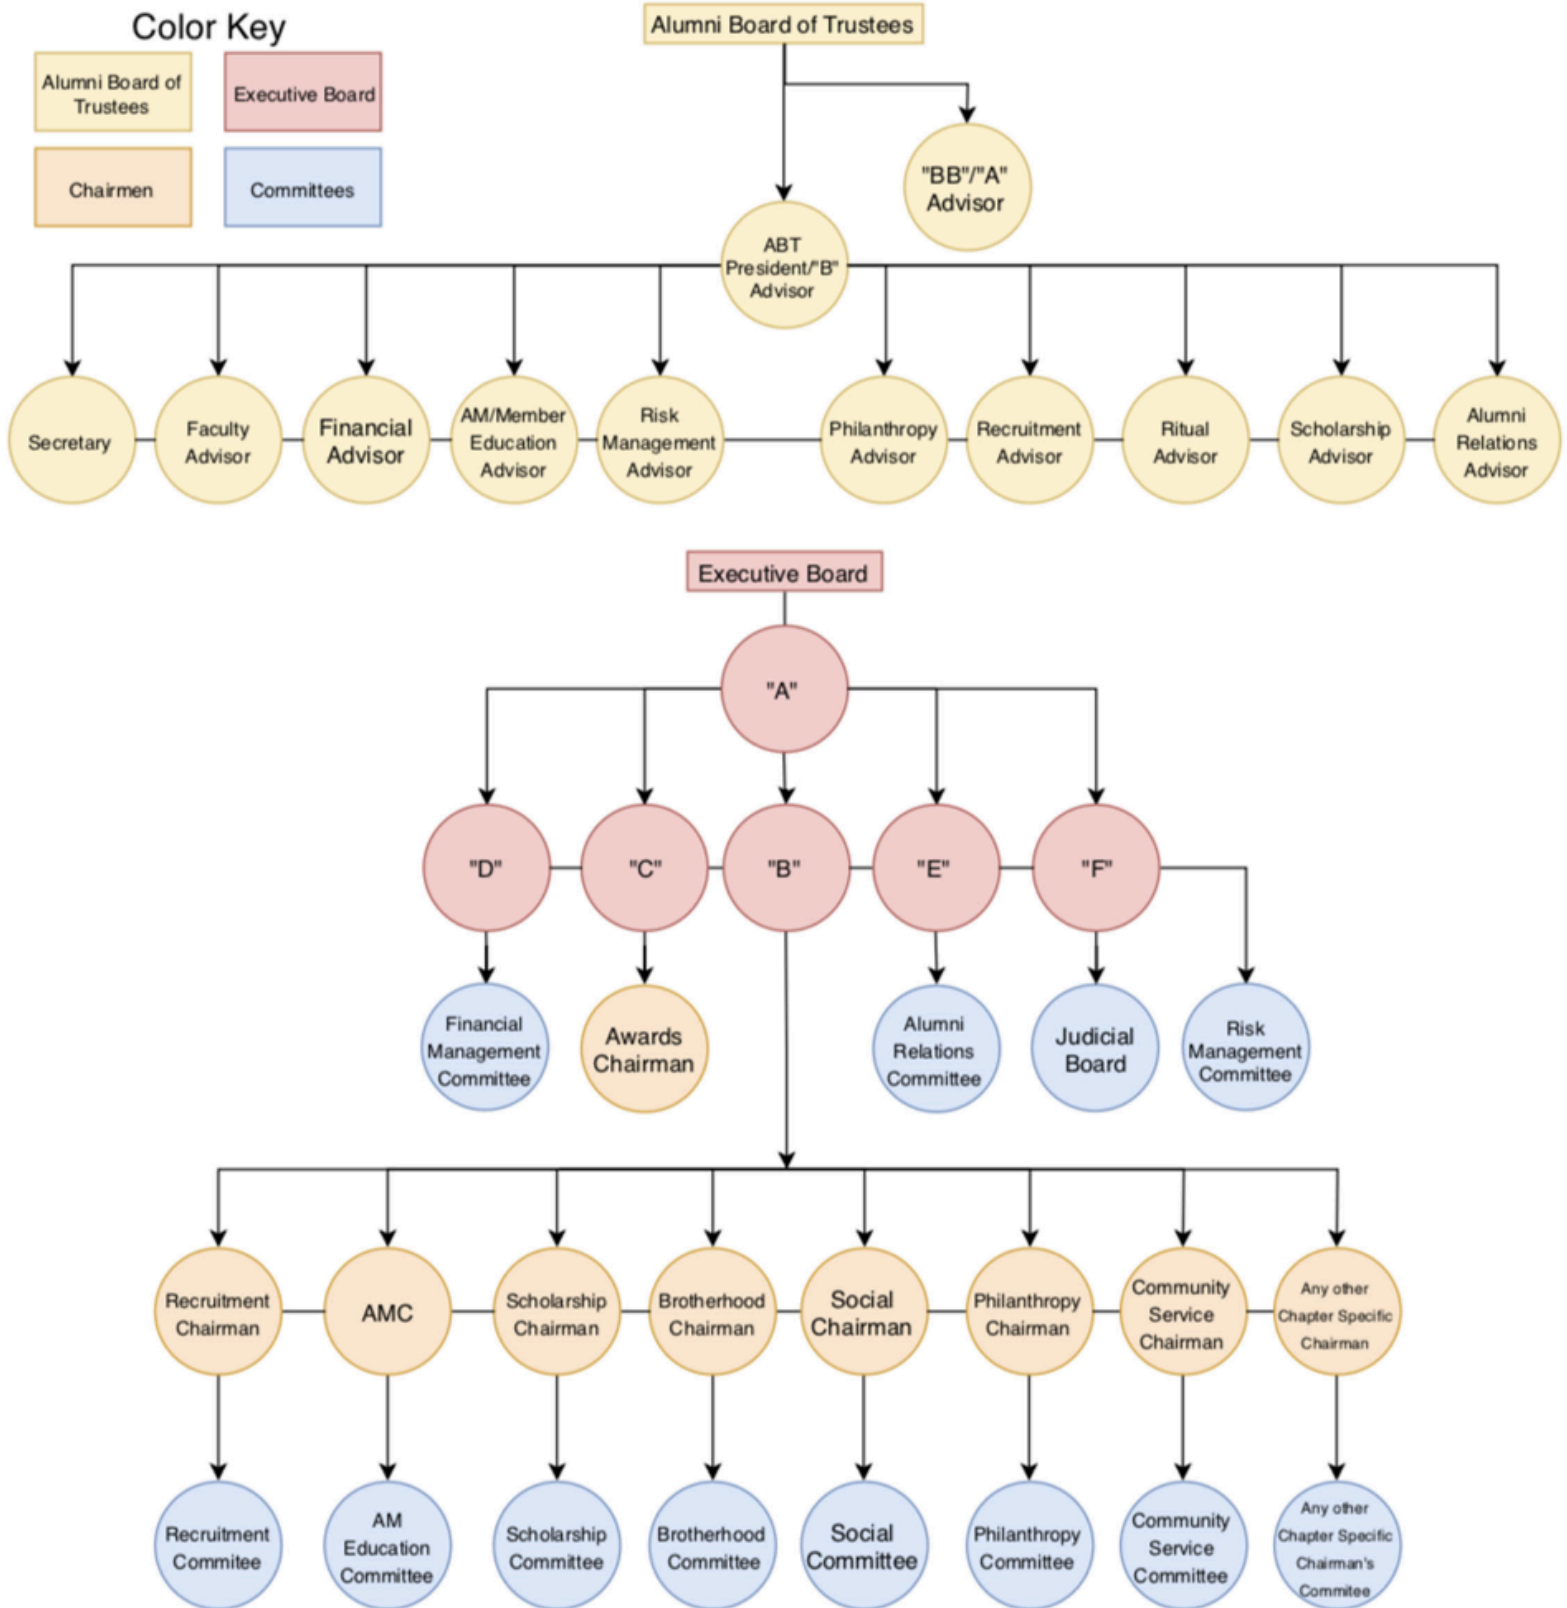 Color Key
Alumni Board of
Trustees
Executive Board
Chairmen
Committees
Alumni Board of Trustees
"BB"/"A"
Advisor
ABT
President/"B"
Advisor
Secretary
Faculty
Advisor
Financial
Advisor
AM/Member
Education
Advisor
Risk
Management
Advisor
Philanthropy
Advisor
Recruitment
Advisor
Ritual
Advisor
Scholarship
Advisor
Alumni
Relations
Advisor
Executive Board
"A"
"D"
"C"
"B"
"E"
"F"
Financial
Management
Committee
Awards
Chairman
Alumni
Relations
Committee
Judicial
Board
Risk
Management
Committee
Recruitment
Chairman
AMC
Scholarship
Chairman
Brotherhood
Chairman
Social
Chairman
Philanthropy
Chairman
Community
Service
Chairman
Any other
Chapter Specific
Chairman
Recruitment
Commitee
AM
Education
Committee
Scholarship
Committee
Brotherhood
Committee
Social
Committee
Philanthropy
Committee
Community
Service
Committee
Any other
Chapter Specific
Chairman's
Commitee